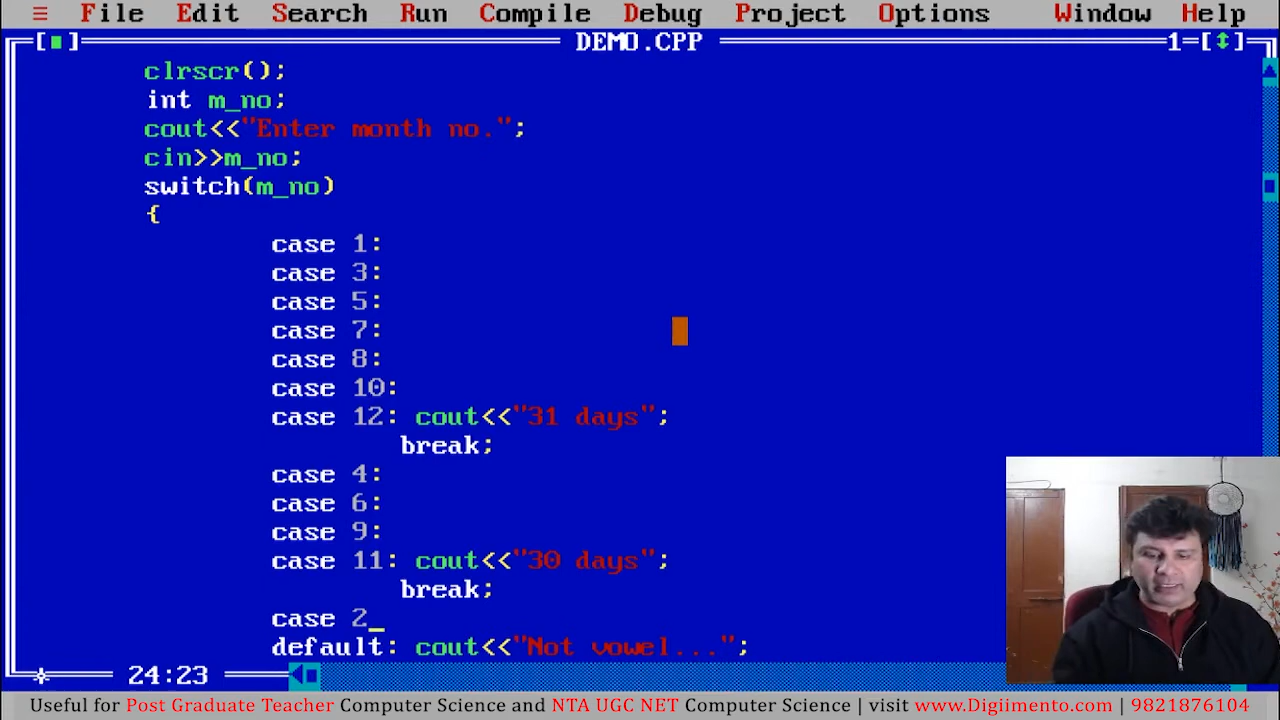 ≡ File Edit Search Run Compile Debug Project Options Window Help
[■] DEMO.CPP 1=[↕]
clrscr();
int m_no;
cout<<"Enter month no.";
cin>>m_no;
switch(m_no)
{
case 1:
case 3:
case 5:
case 7:
case 8:
case 10:
case 12: cout<<"31 days";
break;
case 4:
case 6:
case 9:
case 11: cout<<"30 days";
break;
case 2_
default: cout<<"Not vowel...";
24:23
Useful for Post Graduate Teacher Computer Science and NTA UGC NET Computer Science | visit www.Digiimento.com | 9821876104